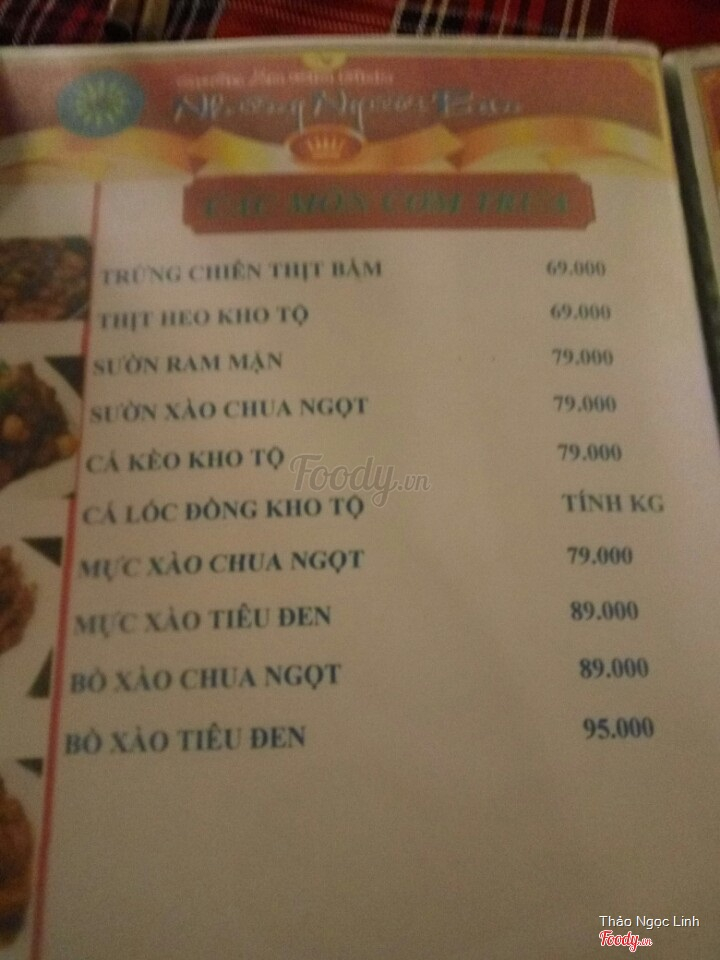 Những Người Bạn
CÁC MÓN CƠM TRƯA
TRỨNG CHIÊN THỊT BẰM 69.000
THỊT HEO KHO TỘ 69.000
SƯỜN RAM MẶN 79.000
SƯỜN XÀO CHUA NGỌT 79.000
CÁ KÈO KHO TỘ 79.000
Foody.vn
CÁ LÓC ĐỒNG KHO TỘ TÍNH KG
MỰC XÀO CHUA NGỌT 79.000
MỰC XÀO TIÊU ĐEN 89.000
BÒ XÀO CHUA NGỌT 89.000
BÒ XÀO TIÊU ĐEN 95.000
Thảo Ngọc Linh
Foody.vn